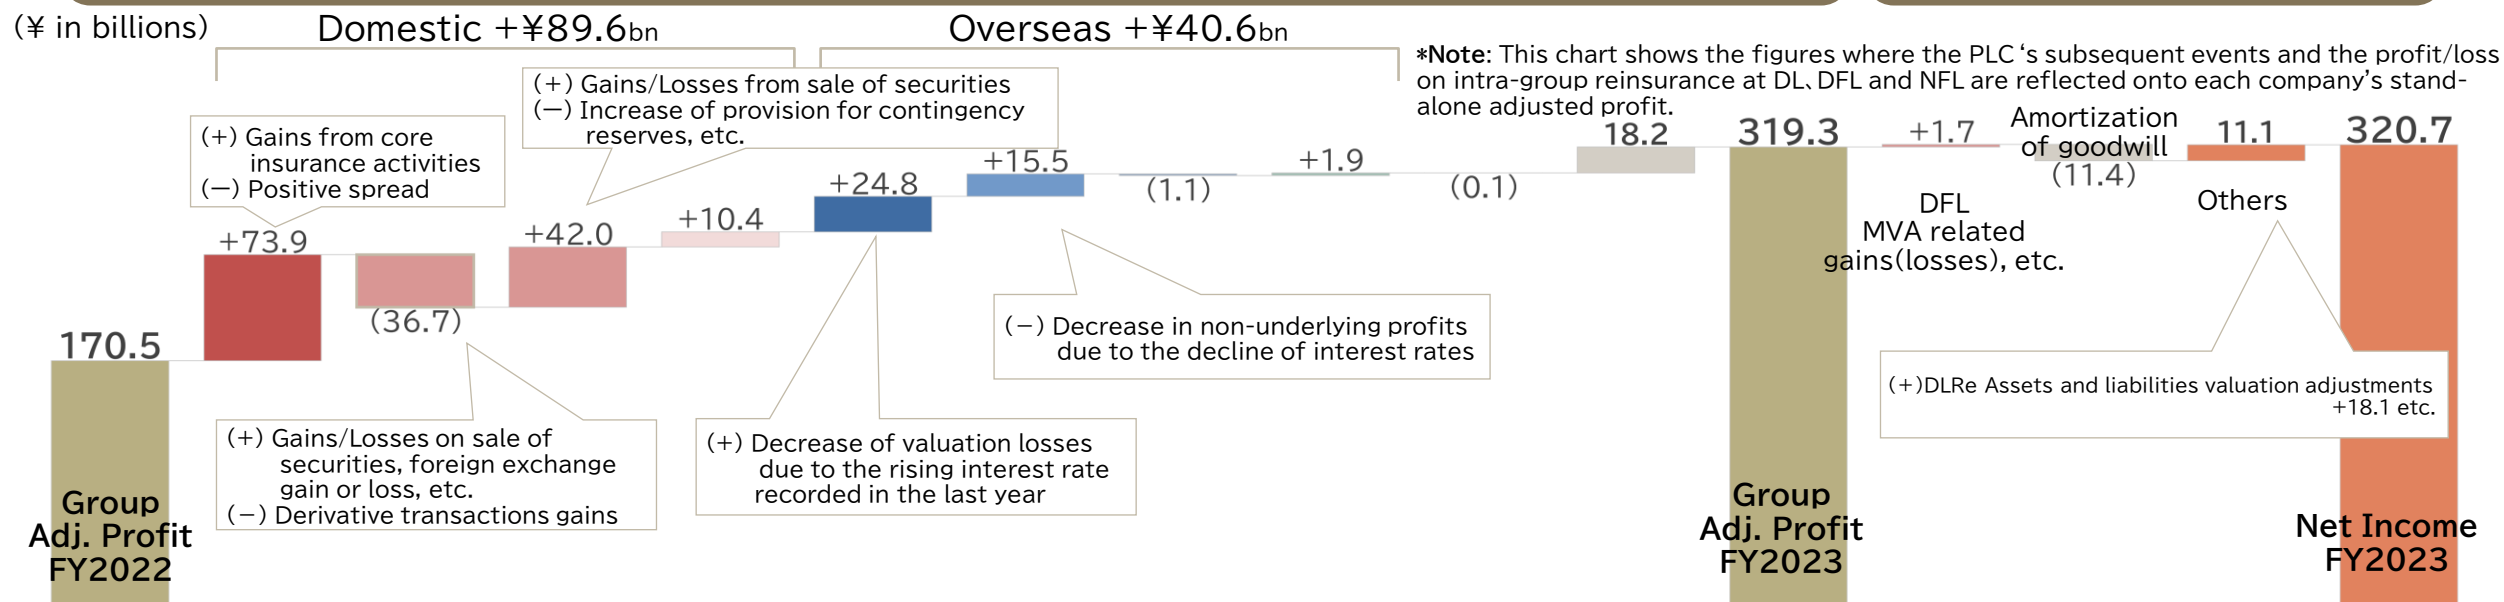 (¥ in billions)
Domestic +¥89.6bn
Overseas +¥40.6bn
*Note: This chart shows the figures where the PLC‘s subsequent events and the profit/loss
on intra-group reinsurance at DL、DFL and NFL are reflected onto each company’s stand-
alone adjusted profit.
(+) Gains from core
insurance activities
(−) Positive spread
(+) Gains/Losses from sale of securities
(−) Increase of provision for contingency
reserves, etc.
170.5
+73.9
(36.7)
+42.0
+10.4
+24.8
+15.5
(1.1)
+1.9
(0.1)
18.2
319.3
+1.7
Amortization
of goodwill
(11.4)
11.1
320.7
DFL
MVA related
gains(losses), etc.
Others
(−) Decrease in non-underlying profits
due to the decline of interest rates
(+)DLRe Assets and liabilities valuation adjustments
+18.1 etc.
(+) Gains/Losses on sale of
securities, foreign exchange
gain or loss, etc.
(−) Derivative transactions gains
(+) Decrease of valuation losses
due to the rising interest rate
recorded in the last year
Group
Adj. Profit
FY2022
Group
Adj. Profit
FY2023
Net Income
FY2023